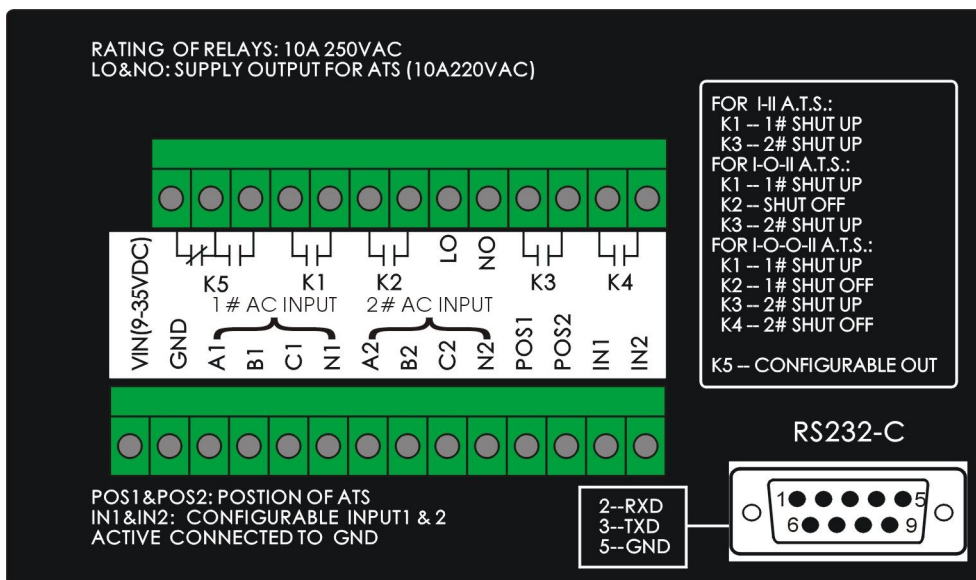 RATING OF RELAYS: 10A 250VAC
LO&NO: SUPPLY OUTPUT FOR ATS (10A220VAC)
FOR I-II A.T.S.:
K1 -- 1# SHUT UP
K3 -- 2# SHUT UP
FOR I-O-II A.T.S.:
K1 -- 1# SHUT UP
K2 -- SHUT OFF
K3 -- 2# SHUT UP
FOR I-O-O-II A.T.S.:
K1 -- 1# SHUT UP
K2 -- 1# SHUT OFF
K3 -- 2# SHUT UP
K4 -- 2# SHUT OFF
K5 -- CONFIGURABLE OUT
K5
K1
K2
LO
NO
K3
K4
1# AC INPUT
2# AC INPUT
VIN(9-35VDC)
GND
A1
B1
C1
N1
A2
B2
C2
N2
POS1
POS2
IN1
IN2
POS1&POS2: POSTION OF ATS
IN1&IN2: CONFIGURABLE INPUT1 & 2
ACTIVE CONNECTED TO GND
2--RXD
3--TXD
5--GND
RS232-C
1 5
6 9